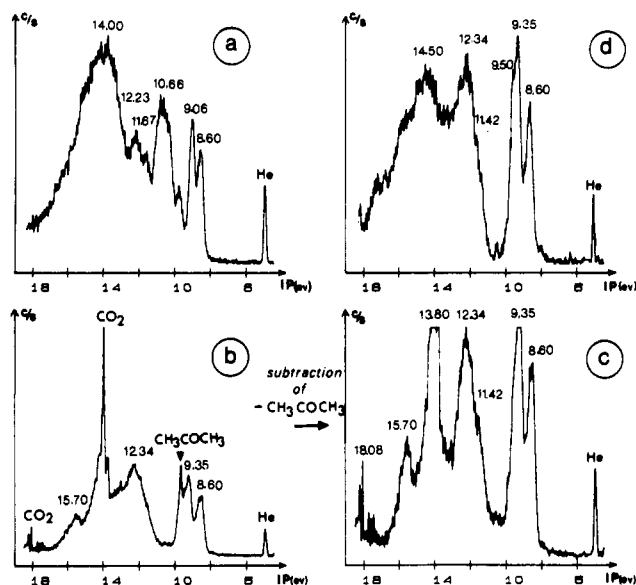 c/s
a
14.00
12.23
11.87
10.66
9.06
8.60
He
18
14
10
6
IP(ev)
c/s
d
14.50
12.34
11.42
9.50
9.35
8.60
He
18
14
10
6
IP(ev)
c/s
b
CO2
CO2
15.70
12.34
CH3COCH3
9.35
8.60
He
18
14
10
6
IP(ev)
subtraction
of
- CH3COCH3
c/s
c
18.08
15.70
13.80
12.34
11.42
9.35
8.60
He
18
14
10
6
IP(ev)